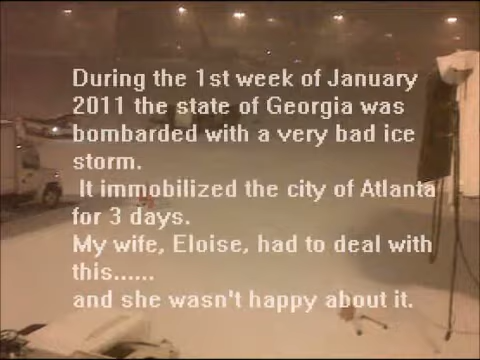 During the 1st week of January
2011 the state of Georgia was
bombarded with a very bad ice
storm.
It immobilized the city of Atlanta
for 3 days.
My wife, Eloise, had to deal with
this......
and she wasn't happy about it.